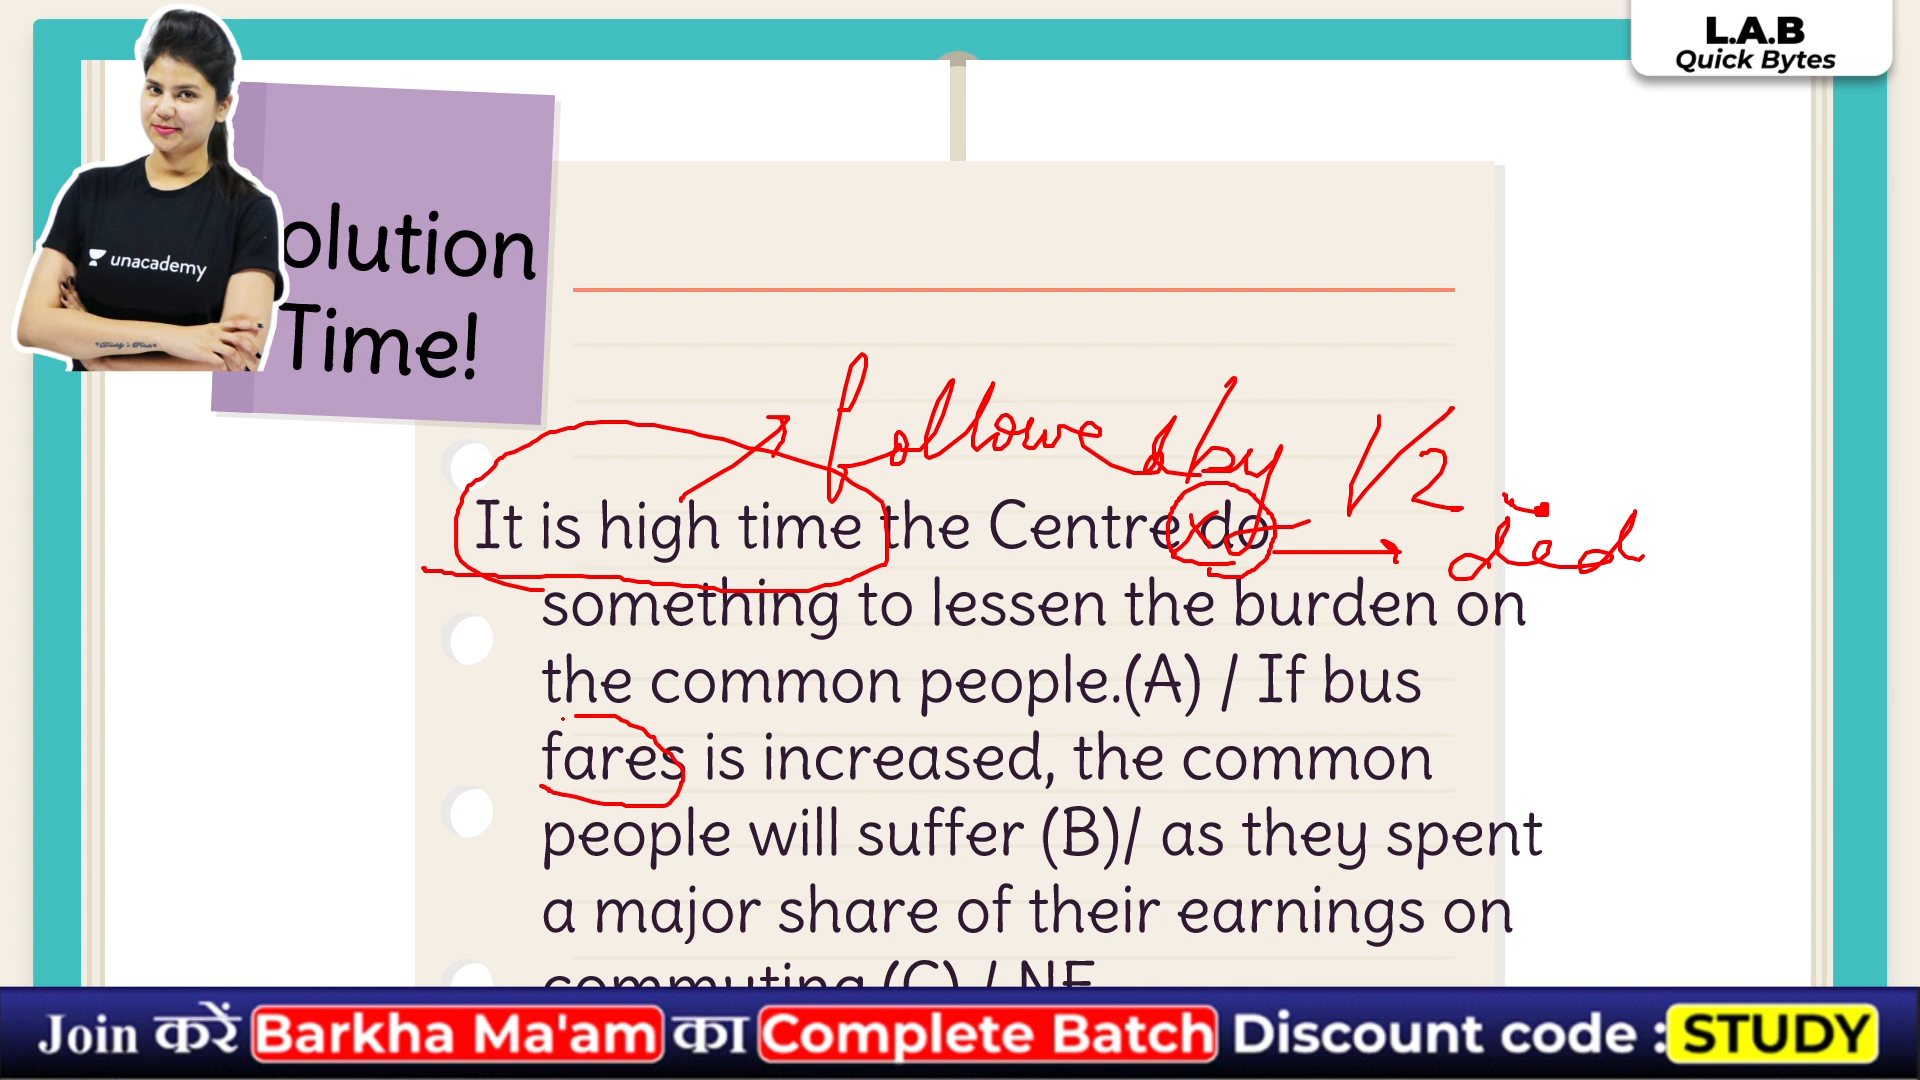 L.A.B
Quick Bytes
olution
Time!
unacademy
followed by V2
It is high time the Centre do
did
something to lessen the burden on
the common people.(A) / If bus
fares is increased, the common
people will suffer (B)/ as they spent
a major share of their earnings on
commuting (C) / NE
Join करें Barkha Ma'am का Complete Batch Discount code : STUDY